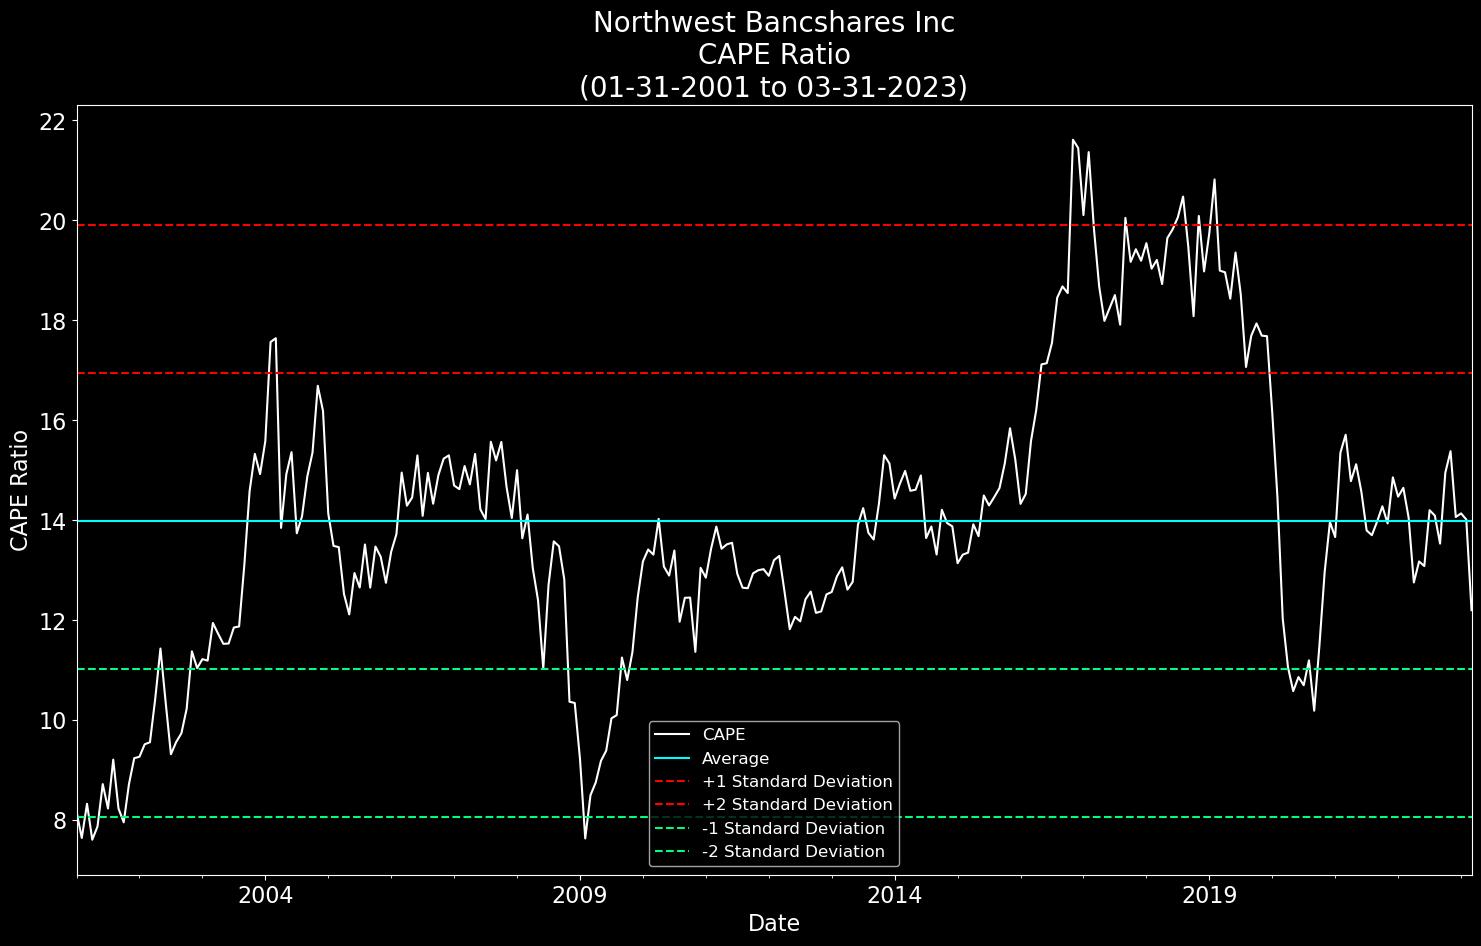 Northwest Bancshares Inc
CAPE Ratio
(01-31-2001 to 03-31-2023)
22
20
18
16
14
12
10
8
CAPE Ratio
CAPE
Average
+1 Standard Deviation
+2 Standard Deviation
-1 Standard Deviation
-2 Standard Deviation
2004 2009 2014 2019
Date